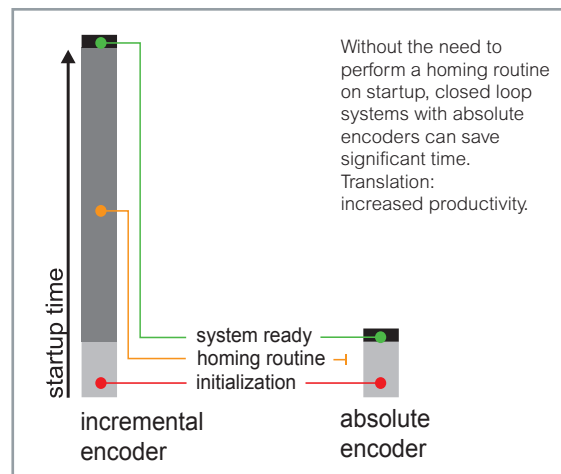 Without the need to
perform a homing routine
on startup, closed loop
systems with absolute
encoders can save
significant time.
Translation:
increased productivity.
startup time
system ready
homing routine
initialization
incremental
encoder
absolute
encoder